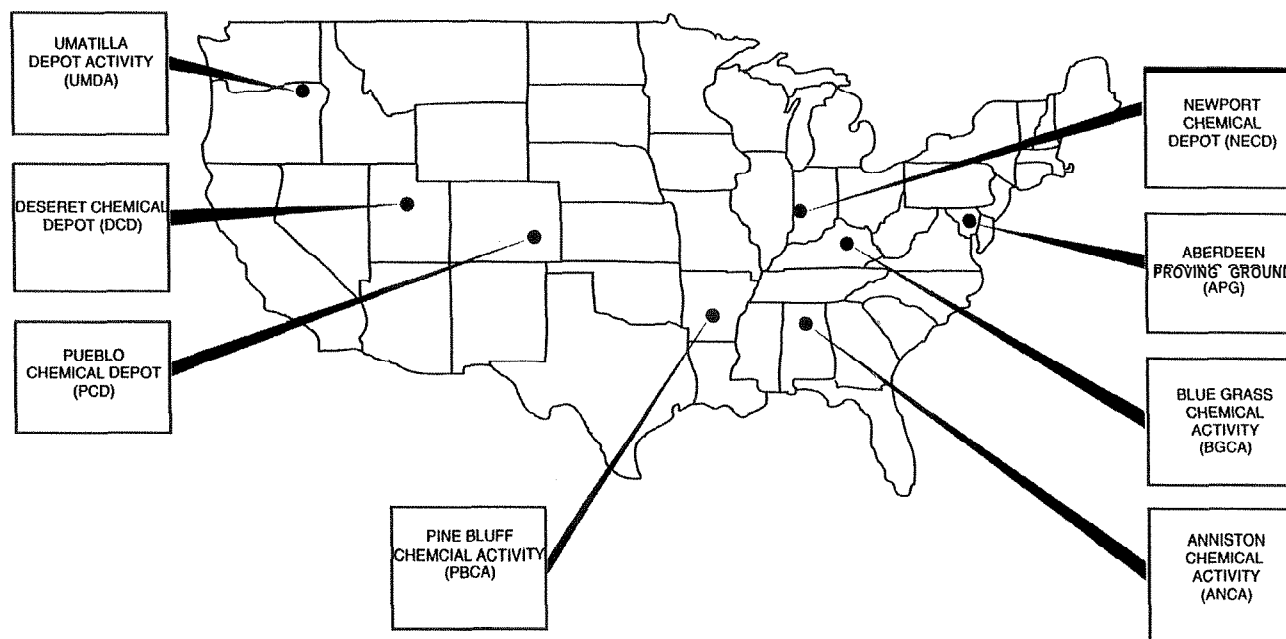 UMATILLA
DEPOT ACTIVITY
(UMDA)
DESERET CHEMICAL
DEPOT (DCD)
PUEBLO
CHEMICAL DEPOT
(PCD)
PINE BLUFF
CHEMCIAL ACTIVITY
(PBCA)
NEWPORT
CHEMICAL
DEPOT (NECD)
ABERDEEN
PROVING GROUND
(APG)
BLUE GRASS
CHEMICAL
ACTIVITY
(BGCA)
ANNISTON
CHEMICAL
ACTIVITY
(ANCA)